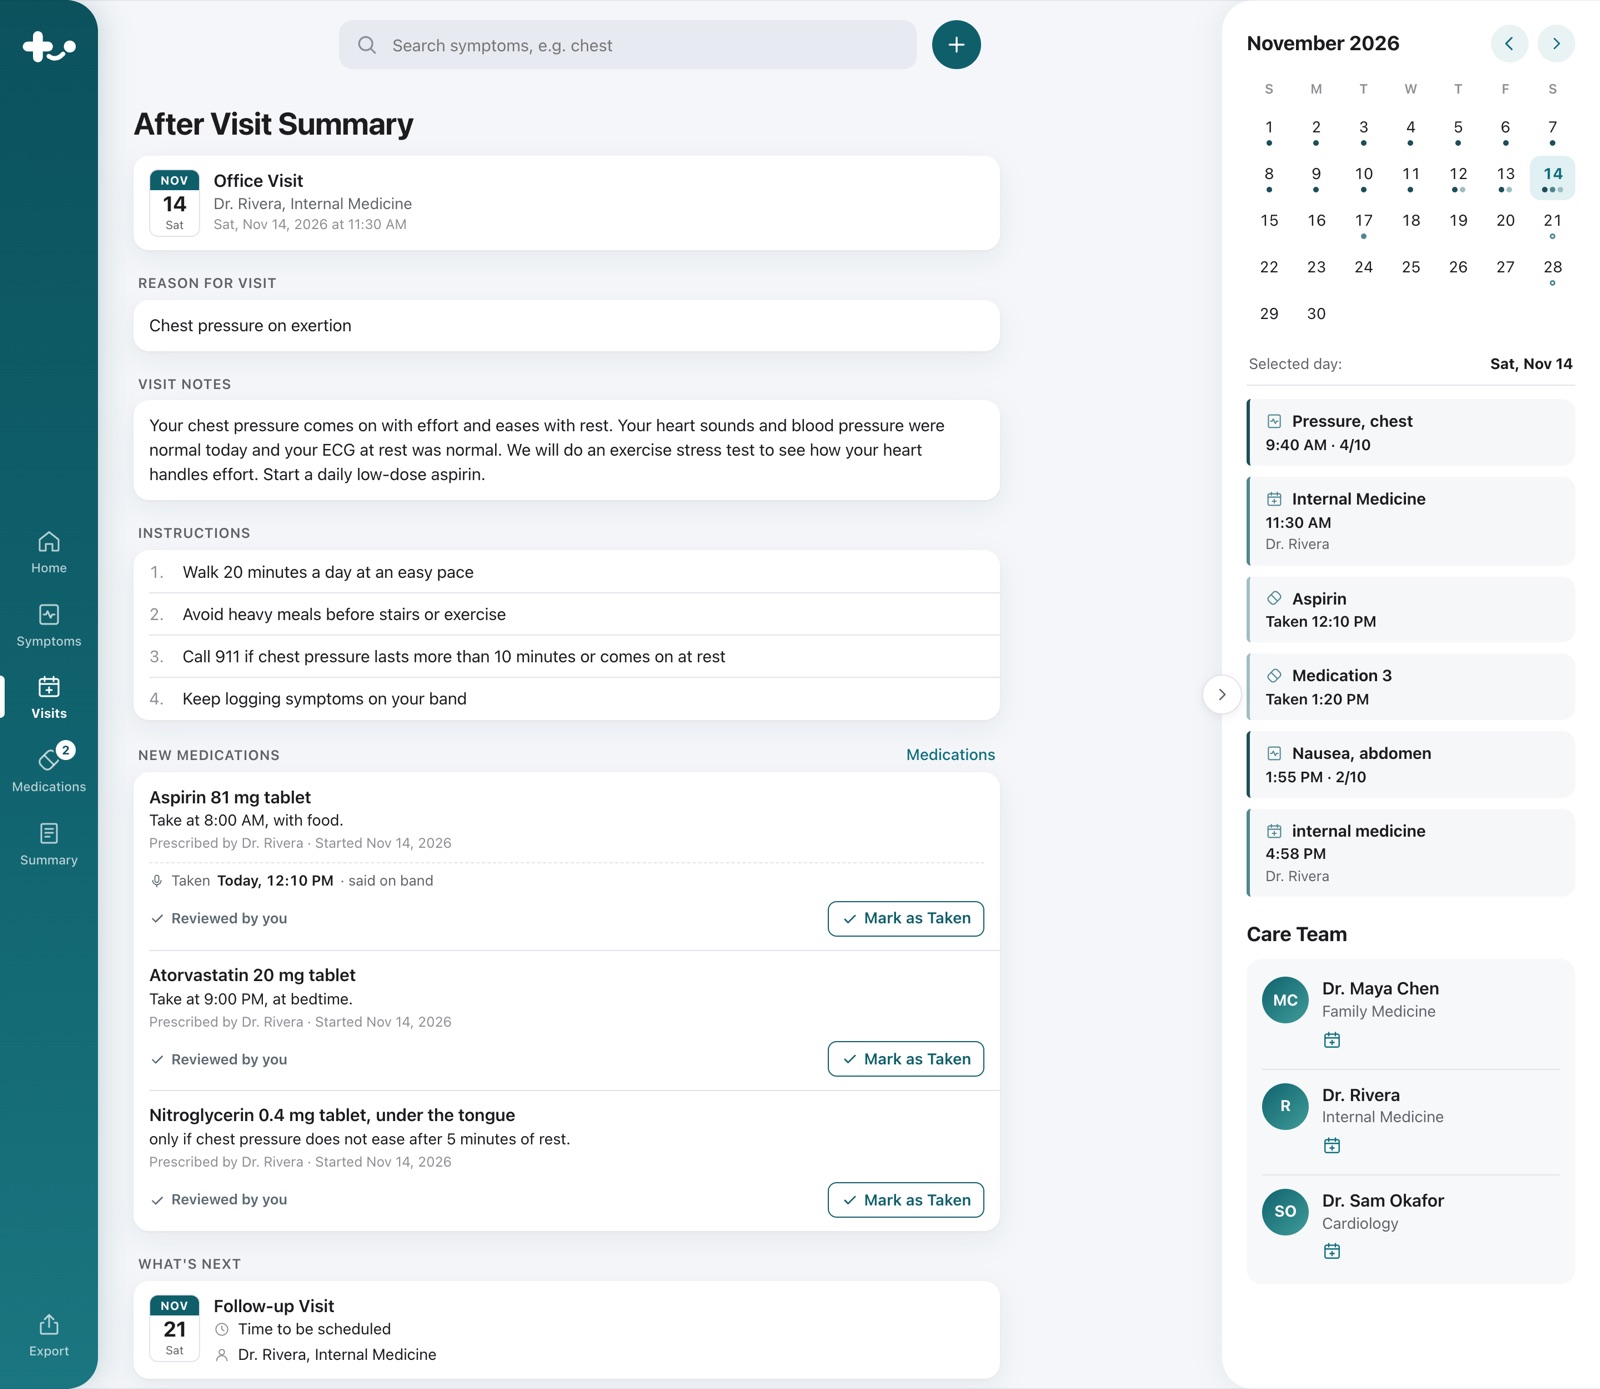 Home
Symptoms
Visits
2
Medications
Summary
Export
Search symptoms, e.g. chest
After Visit Summary
NOV
14
Sat
Office Visit
Dr. Rivera, Internal Medicine
Sat, Nov 14, 2026 at 11:30 AM
REASON FOR VISIT
Chest pressure on exertion
VISIT NOTES
Your chest pressure comes on with effort and eases with rest. Your heart sounds and blood pressure were
normal today and your ECG at rest was normal. We will do an exercise stress test to see how your heart
handles effort. Start a daily low-dose aspirin.
INSTRUCTIONS
1. Walk 20 minutes a day at an easy pace
2. Avoid heavy meals before stairs or exercise
3. Call 911 if chest pressure lasts more than 10 minutes or comes on at rest
4. Keep logging symptoms on your band
NEW MEDICATIONS Medications
Aspirin 81 mg tablet
Take at 8:00 AM, with food.
Prescribed by Dr. Rivera · Started Nov 14, 2026
Taken Today, 12:10 PM · said on band
Reviewed by you Mark as Taken
Atorvastatin 20 mg tablet
Take at 9:00 PM, at bedtime.
Prescribed by Dr. Rivera · Started Nov 14, 2026
Reviewed by you Mark as Taken
Nitroglycerin 0.4 mg tablet, under the tongue
only if chest pressure does not ease after 5 minutes of rest.
Prescribed by Dr. Rivera · Started Nov 14, 2026
Reviewed by you Mark as Taken
WHAT'S NEXT
NOV
21
Sat
Follow-up Visit
Time to be scheduled
Dr. Rivera, Internal Medicine
November 2026
S M T W T F S
1 2 3 4 5 6 7
8 9 10 11 12 13 14
15 16 17 18 19 20 21
22 23 24 25 26 27 28
29 30
Selected day: Sat, Nov 14
Pressure, chest
9:40 AM · 4/10
Internal Medicine
11:30 AM
Dr. Rivera
Aspirin
Taken 12:10 PM
Medication 3
Taken 1:20 PM
Nausea, abdomen
1:55 PM · 2/10
internal medicine
4:58 PM
Dr. Rivera
Care Team
MC
Dr. Maya Chen
Family Medicine
R
Dr. Rivera
Internal Medicine
SO
Dr. Sam Okafor
Cardiology